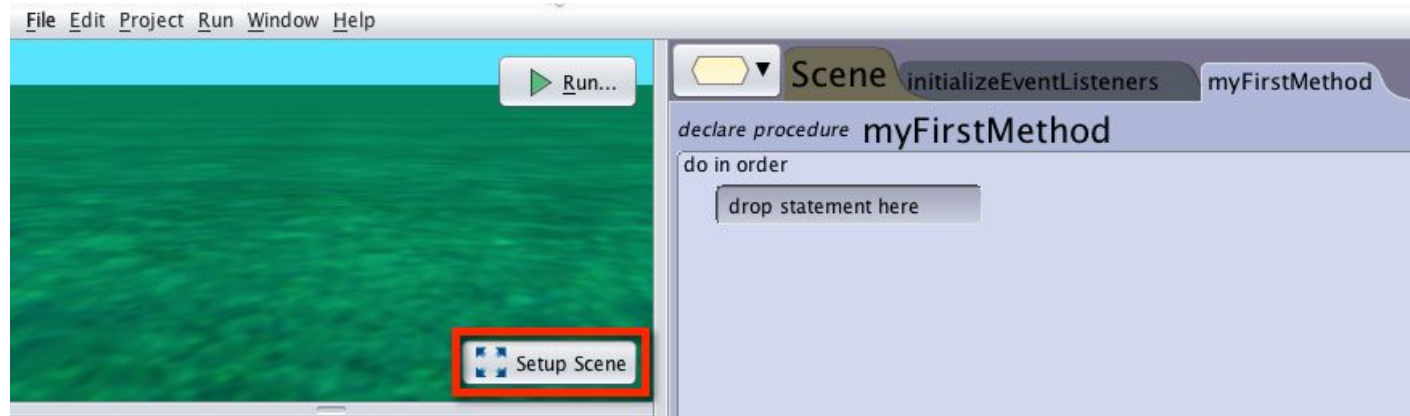 File Edit Project Run Window Help
Run...
Scene initializeEventListeners myFirstMethod
declare procedure myFirstMethod
do in order
drop statement here
Setup Scene